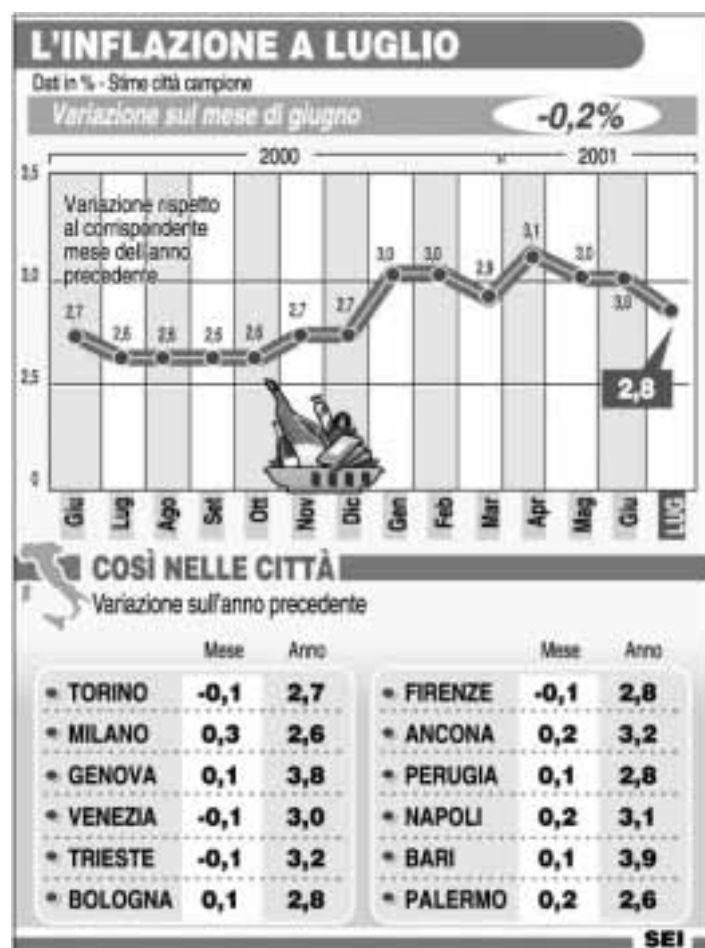 L'INFLAZIONE A LUGLIO
Dati in % - Stime città campione
Variazione sul mese di giugno -0,2%
2000 2001
3,5
Variazione rispetto
al corrispondente
mese dell'anno
precedente
3,0
2,5
0
2,7 2,6 2,6 2,6 2,6 2,7 2,7 3,0 3,0 2,9 3,1 3,0 3,0
2,8
Giu Lug Ago Set Ott Nov Dic Gen Feb Mar Apr Mag Giu LUG
COSÌ NELLE CITTÀ
Variazione sull'anno precedente
Mese Anno Mese Anno
TORINO -0,1 2,7 FIRENZE -0,1 2,8
MILANO 0,3 2,6 ANCONA 0,2 3,2
GENOVA 0,1 3,8 PERUGIA 0,1 2,8
VENEZIA -0,1 3,0 NAPOLI 0,2 3,1
TRIESTE -0,1 3,2 BARI 0,1 3,9
BOLOGNA 0,1 2,8 PALERMO 0,2 2,6
SEI